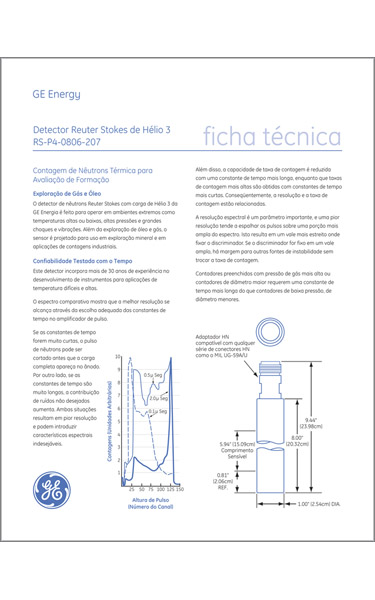 GE Energy
Detector Reuter Stokes de Hélio 3
RS-P4-0806-207
ficha técnica
Contagem de Nêutrons Térmica para
Avaliação de Formação
Exploração de Gás e Óleo
O detector de nêutrons Reuter Stokes com carga de Hélio 3 da
GE Energia é feito para operar em ambientes extremos como
temperaturas altas ou baixas, altas pressões e grandes
choques e vibrações. Além da exploração de óleo e gás, o
sensor é projetado para uso em exploração mineral e em
aplicações de contagens industriais.
Confiabilidade Testada com o Tempo
Este detector incorpora mais de 30 anos de experiência no
desenvolvimento de instrumentos para aplicações de
temperatura difíceis e altas.
O espectro comparativo mostra que a melhor resolução se
alcança através da escolha adequada das constantes de
tempo no amplificador de pulso.
Se as constantes de tempo
forem muito curtas, o pulso
de nêutrons pode ser
cortado antes que a carga
completa apareça no ânodo.
Por outro lado, se as
constantes de tempo são
muito longas, a contribuição
de ruídos não desejados
aumenta. Ambas situações
resultam em por resolução
e podem introduzir
características espectrais
indesejáveis.
GE
Contagens (Unidades Arbitrárias)
10
9
8
7
6
5
4
3
2
1
0.5μ Seg
2.0μ Seg
0.1μ Seg
25 50 75 100 125 150
Altura de Pulso
(Número do Canal)
Além disso, a capacidade de taxa de contagem é reduzida
com uma constante de tempo mais longa, enquanto que taxas
de contagem mais altas são obtidas com constantes de tempo
mais curtas. Conseqüentemente, a resolução e a taxa de
contagem estão relacionadas.
A resolução espectral é um parâmetro importante, e uma pior
resolução tende a espalhar os pulsos sobre uma porção mais
ampla do espectro. Isto resulta em um vale mais estreito onde
fixar o discriminador. Se a discriminador for fixo em um vale
amplo, há margem para outras fontes de instabilidade sem
trocar a taxa de contagem.
Contadores preenchidos com pressão de gás mais alta ou
contadores de diâmetro maior requerem uma constante de
tempo mais longa do que contadores de baixa pressão, de
diâmetro menores.
Adaptador HN
compatível com qualquer
série de conectores HN
como o MIL UG-59A/U
9.44"
(23.98cm)
8.00"
(20.32cm)
5.94" (15.09cm)
Comprimento
Sensível
0.81"
(2.06cm)
REF.
1.00" (2.54cm) DIA.